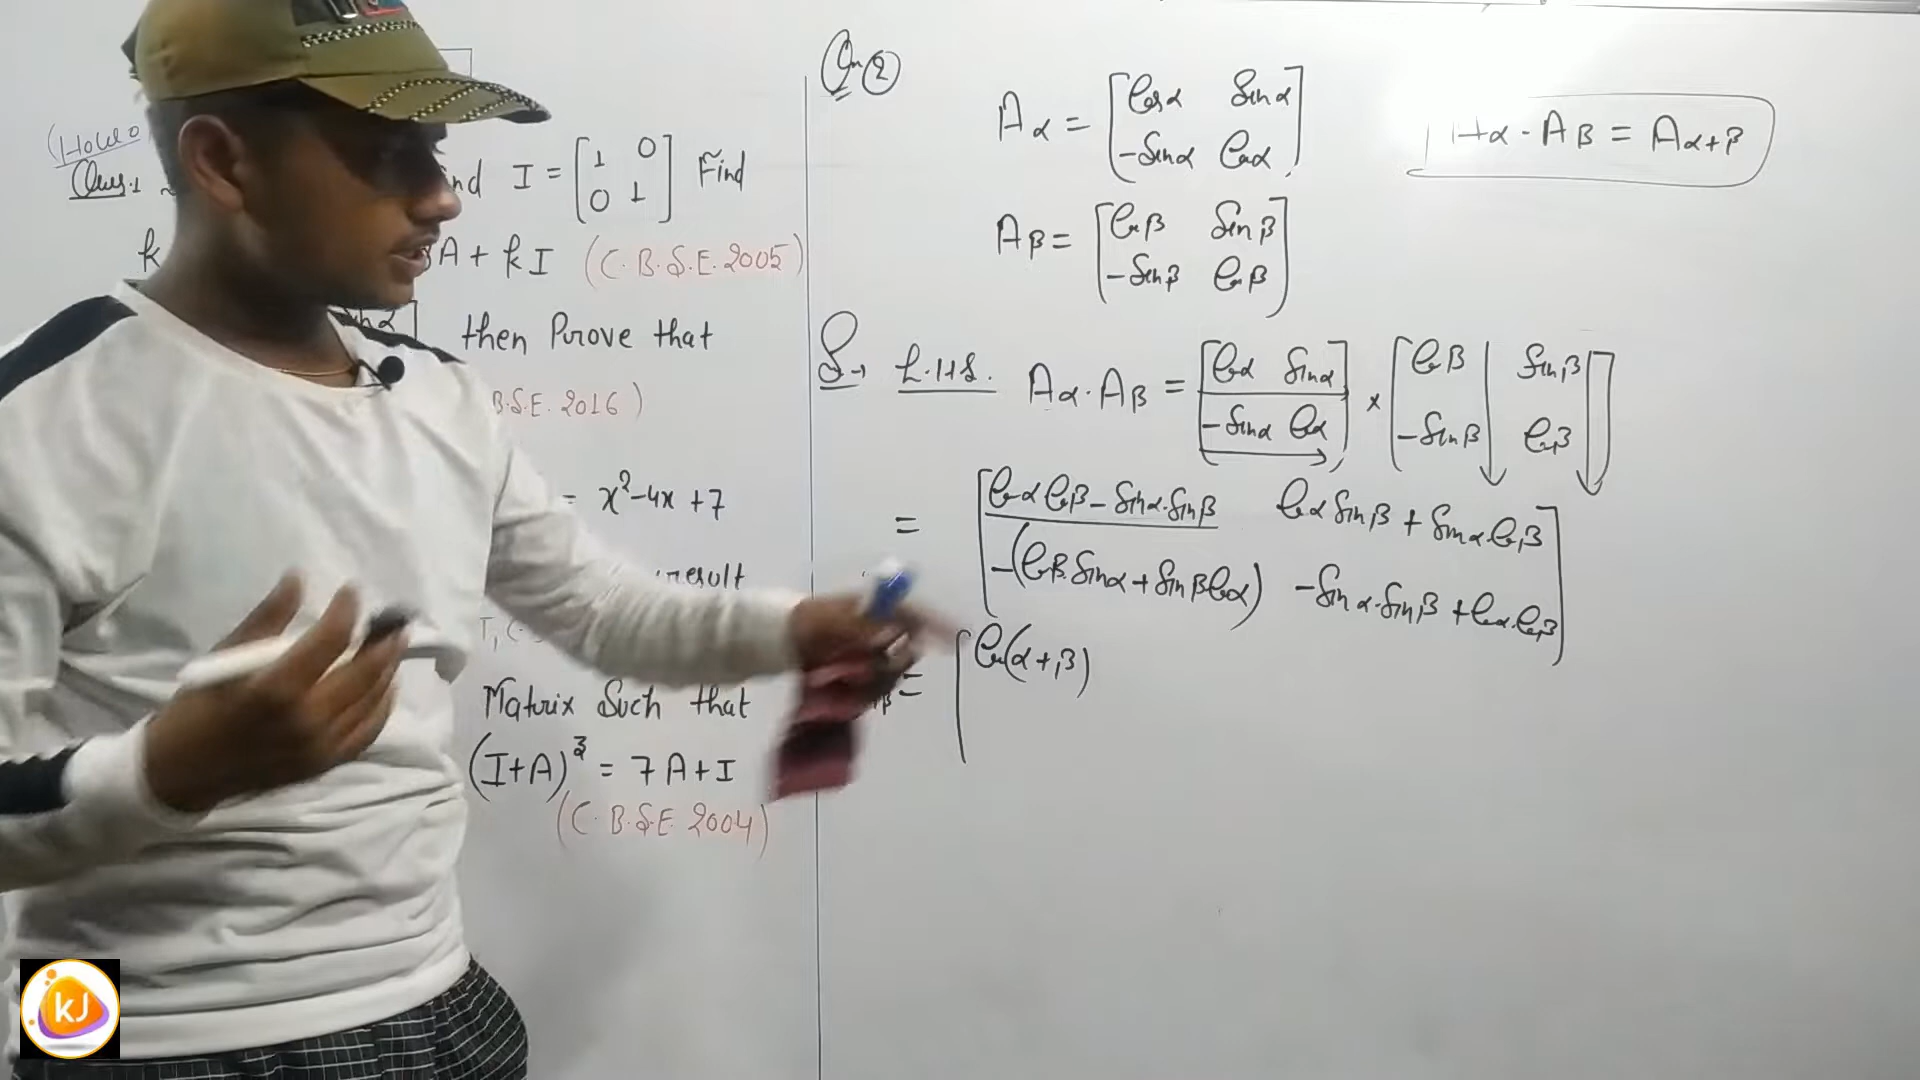 Ques.1
and I = [1 0
0 1] Find
k
A + kI (C.B.S.E. 2005)
then Prove that
B.S.E. 2016)
= x²-4x+7
result
Matrix Such that
(I+A)³ = 7A+I
(C.B.S.E 2004)
Qn ②
Aα = [Cosα Sinα
-Sinα Cosα]
Aα · Aβ = Aα+β
Aβ = [Cosβ Sinβ
-Sinβ Cosβ]
L.H.S. Aα·Aβ = [Cosα Sinα
-Sinα Cosα] × [Cosβ Sinβ
-Sinβ Cosβ]
= [Cosα Cosβ - Sinα·Sinβ Cosα Sinβ + Sinα·Cosβ
-(Cosβ·Sinα + Sinβ Cosα) -Sinα·Sinβ + Cosα·Cosβ]
= [Cos(α+β)
kJ